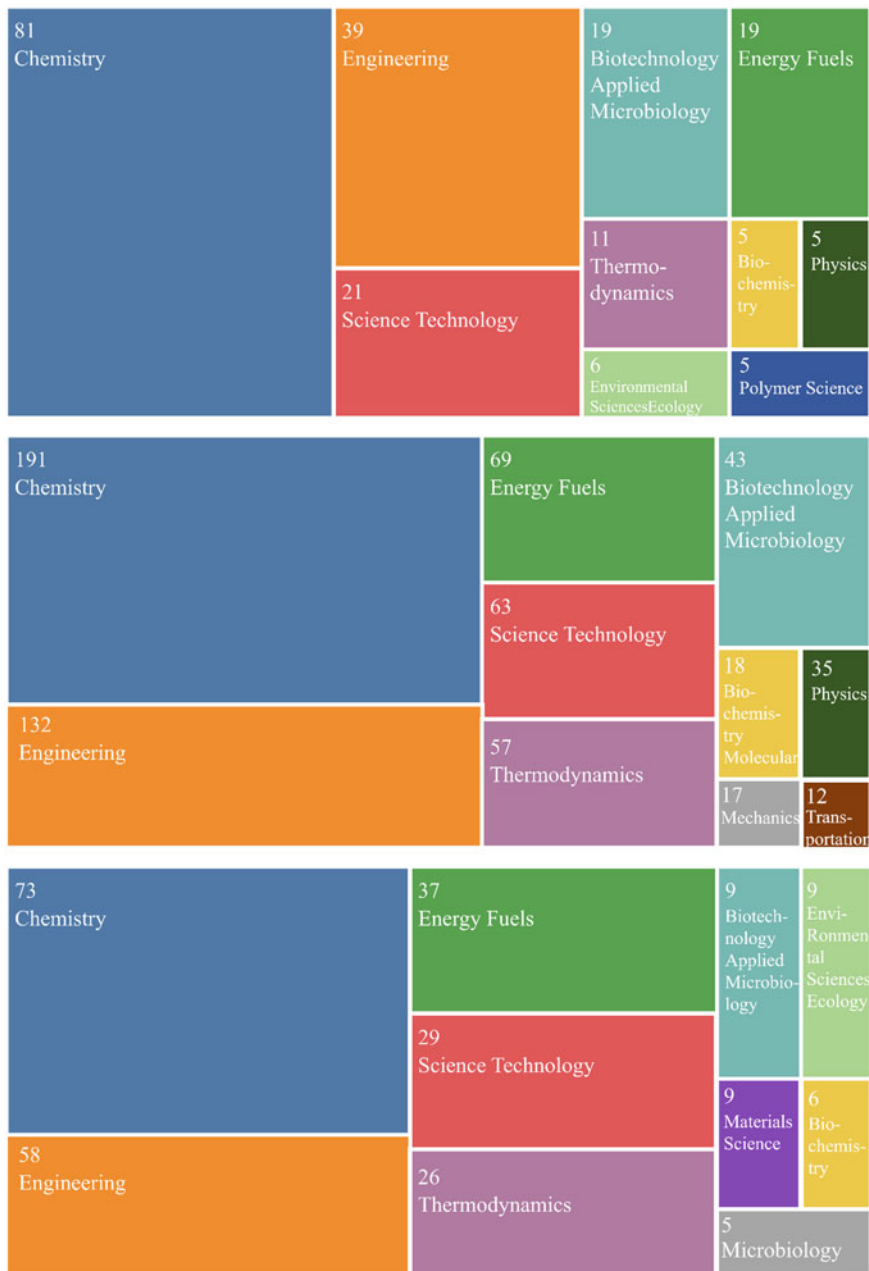 81
Chemistry
39
Engineering
21
Science Technology
19
Biotechnology
Applied
Microbiology
19
Energy Fuels
11
Thermo-
dynamics
5
Bio-
chemis-
try
5
Physics
6
Environmental
SciencesEcology
5
Polymer Science
191
Chemistry
132
Engineering
69
Energy Fuels
63
Science Technology
57
Thermodynamics
43
Biotechnology
Applied
Microbiology
18
Bio-
chemis-
try
Molecular
35
Physics
17
Mechanics
12
Trans-
portation
73
Chemistry
58
Engineering
37
Energy Fuels
29
Science Technology
26
Thermodynamics
9
Biotech-
nology
Applied
Microbio-
logy
9
Envi-
Ronmen
tal
Sciences
Ecology
9
Materials
Science
6
Bio-
chemis-
try
5
Microbiology